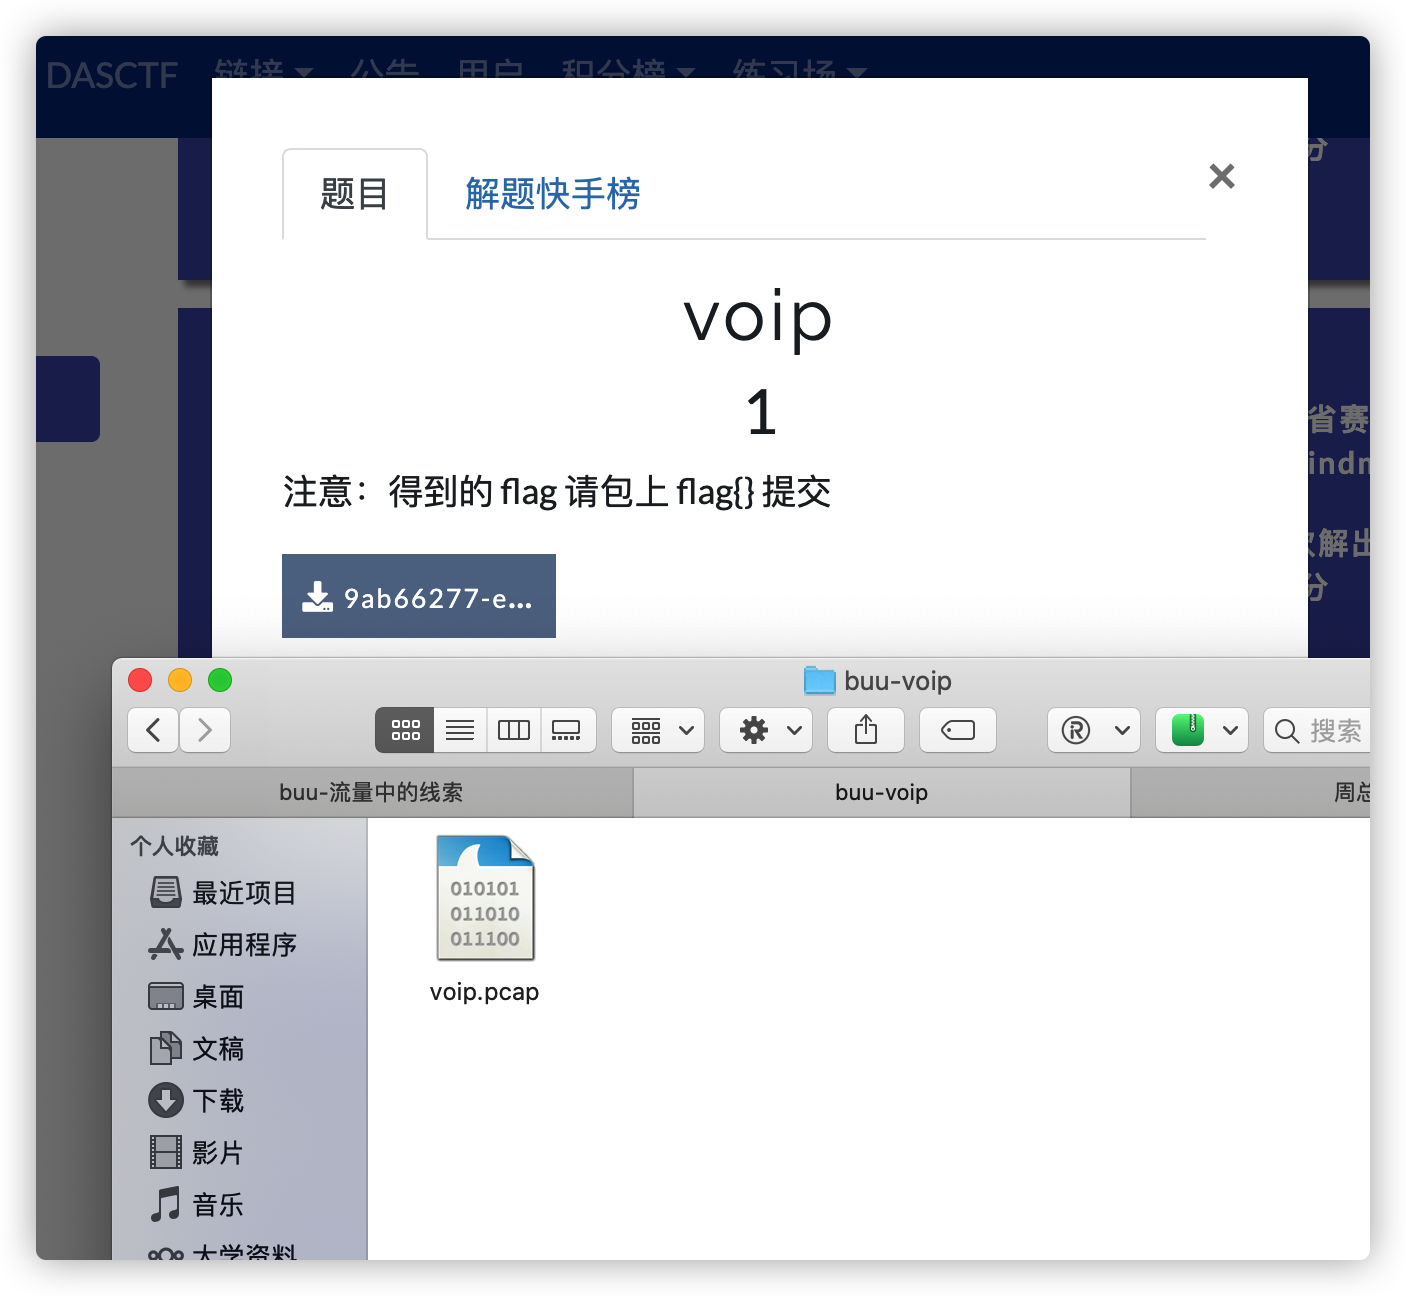 DASCTF 链接 公告 用户 积分榜 练习场
分
题目 解题快手榜
voip
1
省赛
注意：得到的 flag 请包上 flag{} 提交
解出
分
9ab66277-e...
buu-voip
搜索
buu-流量中的线索 buu-voip 周总
个人收藏
最近项目
010101
011010
011100
应用程序
voip.pcap
桌面
文稿
下载
影片
音乐
大学资料